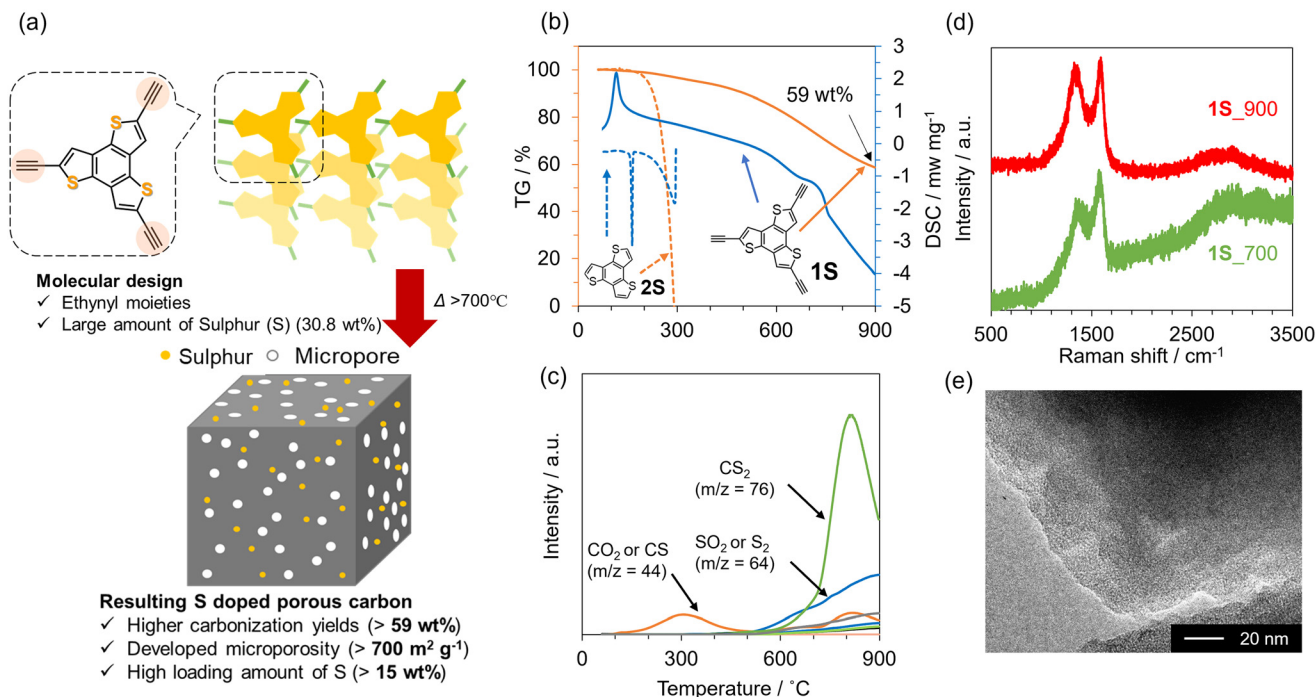 (a)
S
S
S
Molecular design
✓ Ethynyl moieties
✓ Large amount of Sulphur (S) (30.8 wt%)
Δ >700℃
Sulphur Micropore
Resulting S doped porous carbon
✓ Higher carbonization yields (> 59 wt%)
✓ Developed microporosity (> 700 m² g⁻¹)
✓ High loading amount of S (> 15 wt%)
(b)
TG / %
100
80
60
40
20
0
0 300 600 900
DSC / mw mg⁻¹
3
2
1
0
-1
-2
-3
-4
-5
59 wt%
S
S
S
2S
S
S
S
1S
(c)
Intensity / a.u.
CS₂
(m/z = 76)
SO₂ or S₂
(m/z = 64)
CO₂ or CS
(m/z = 44)
0 300 600 900
Temperature / ˚C
(d)
Intensity / a.u.
1S_900
1S_700
500 1500 2500 3500
Raman shift / cm⁻¹
(e)
20 nm